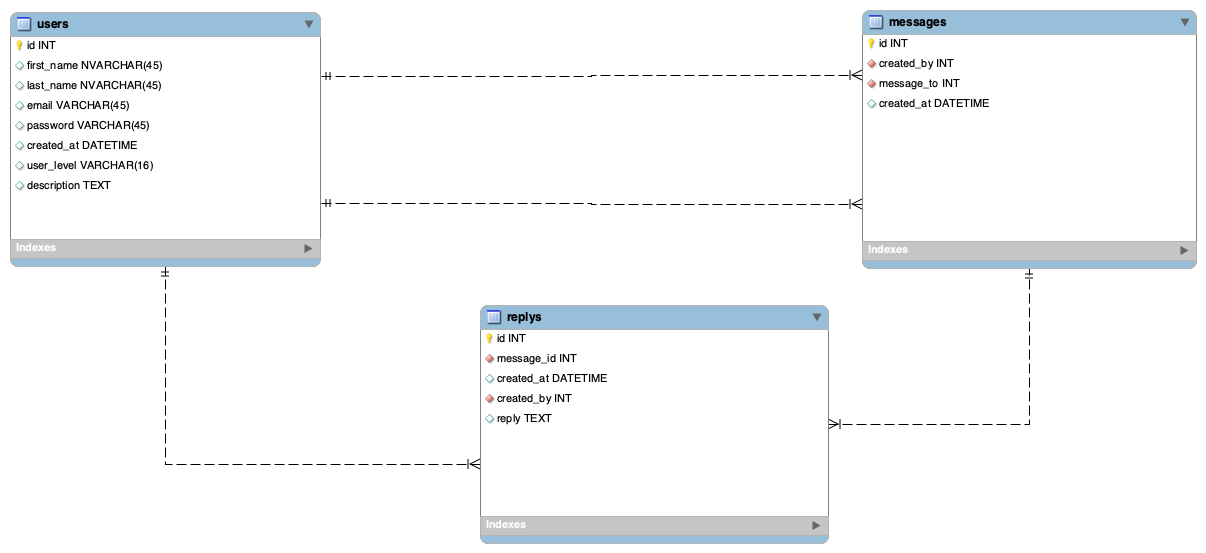 users
id INT
first_name NVARCHAR(45)
last_name NVARCHAR(45)
email VARCHAR(45)
password VARCHAR(45)
created_at DATETIME
user_level VARCHAR(16)
description TEXT
Indexes
messages
id INT
created_by INT
message_to INT
created_at DATETIME
Indexes
replys
id INT
message_id INT
created_at DATETIME
created_by INT
reply TEXT
Indexes